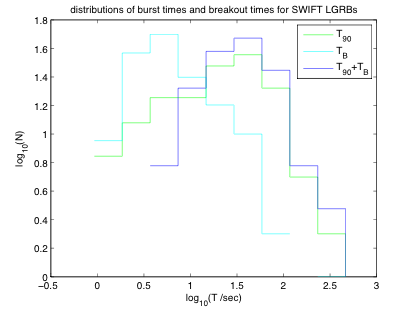 distributions of burst times and breakout times for SWIFT LGRBs
1.8
1.6
1.4
1.2
1
0.8
0.6
0.4
0.2
0
log10(N)
T90
TB
T90+TB
−0.5 0 0.5 1 1.5 2 2.5 3
log10(T /sec)